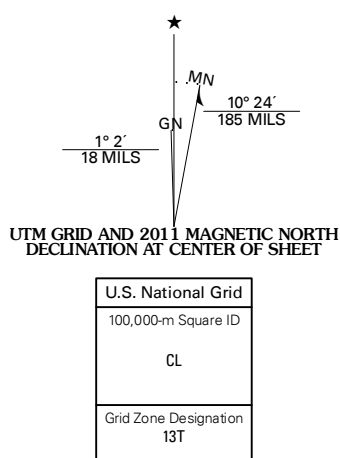 ★
MN
GN
10° 24´
185 MILS
1° 2´
18 MILS
UTM GRID AND 2011 MAGNETIC NORTH
DECLINATION AT CENTER OF SHEET
U.S. National Grid
100,000-m Square ID
CL
Grid Zone Designation
13T